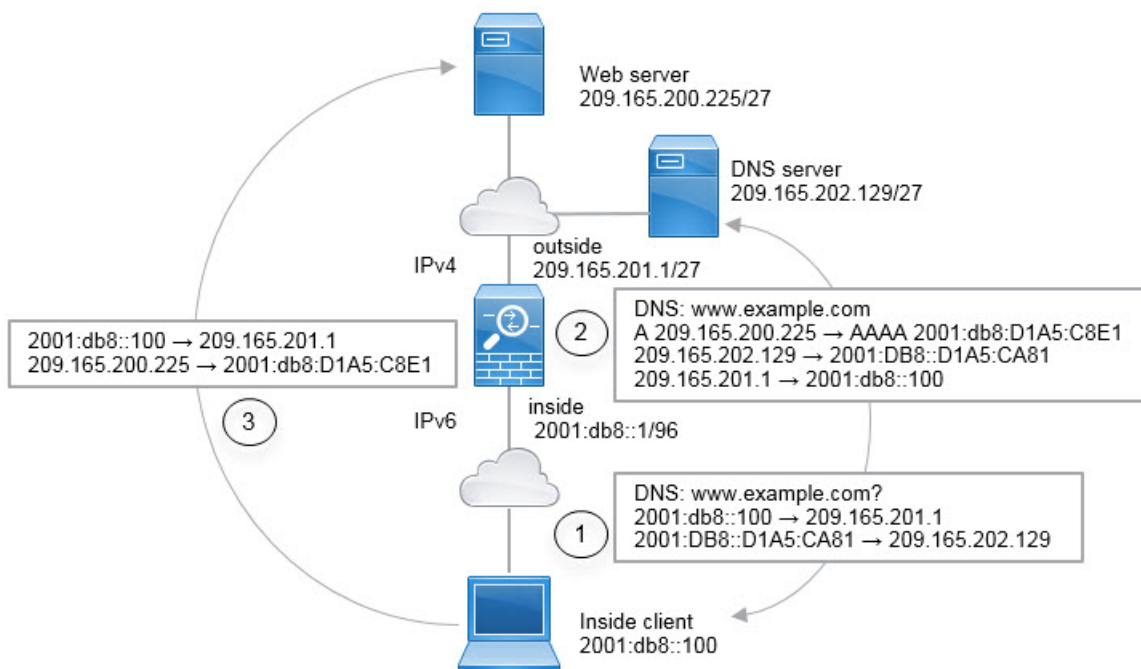 Web server
209.165.200.225/27
DNS server
209.165.202.129/27
outside
209.165.201.1/27
IPv4
2
DNS: www.example.com
A 209.165.200.225 → AAAA 2001:db8:D1A5:C8E1
209.165.202.129 → 2001:DB8::D1A5:CA81
209.165.201.1 → 2001:db8::100
2001:db8::100 → 209.165.201.1
209.165.200.225 → 2001:db8:D1A5:C8E1
3
IPv6
inside
2001:db8::1/96
1
DNS: www.example.com?
2001:db8::100 → 209.165.201.1
2001:DB8::D1A5:CA81 → 209.165.202.129
Inside client
2001:db8::100